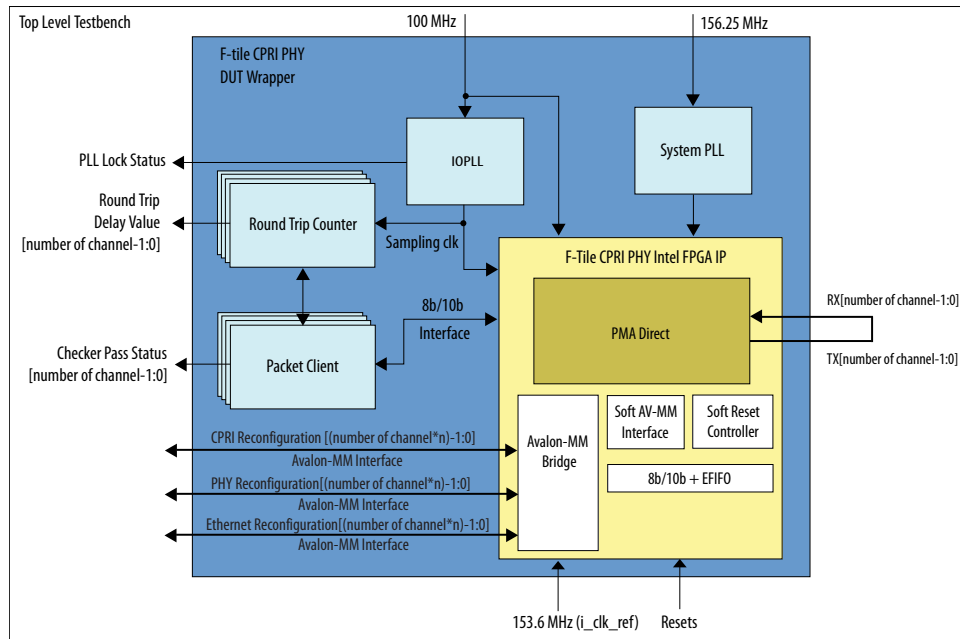 Top Level Testbench
100 MHz
156.25 MHz
F-tile CPRI PHY
DUT Wrapper
IOPLL
System PLL
PLL Lock Status
Round Trip
Delay Value
[number of channel-1:0]
Round Trip Counter
Sampling clk
F-Tile CPRI PHY Intel FPGA IP
8b/10b
Interface
PMA Direct
RX[number of channel-1:0]
TX[number of channel-1:0]
Checker Pass Status
[number of channel-1:0]
Packet Client
CPRI Reconfiguration [(number of channel*n)-1:0]
Avalon-MM Interface
PHY Reconfiguration[(number of channel*n)-1:0]
Avalon-MM Interface
Ethernet Reconfiguration[(number of channel*n)-1:0]
Avalon-MM Interface
Avalon-MM
Bridge
Soft AV-MM
Interface
Soft Reset
Controller
8b/10b + EFIFO
153.6 MHz (i_clk_ref)
Resets